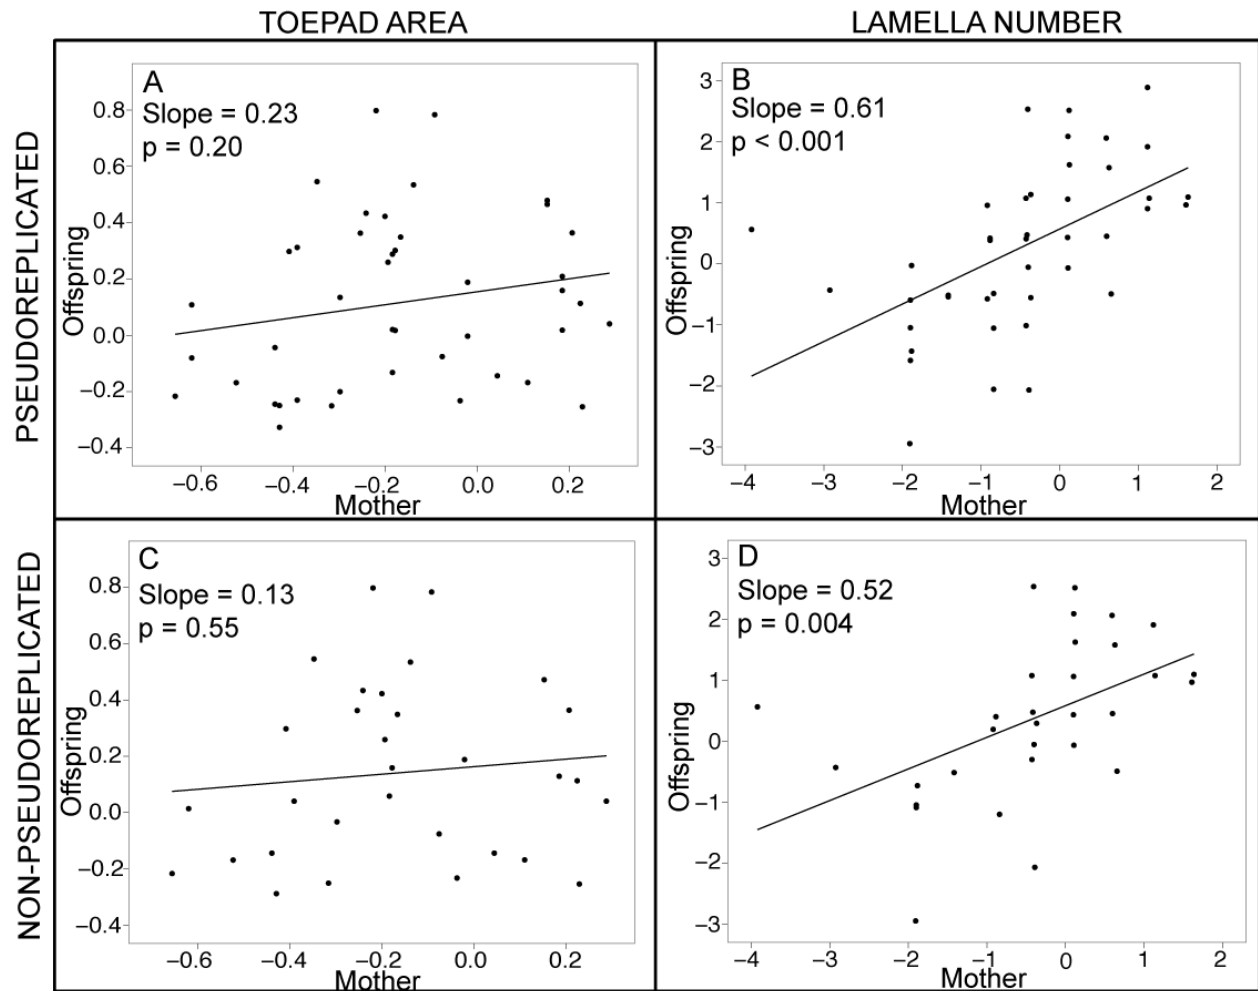 TOEPAD AREA
LAMELLA NUMBER
PSEUDOREPLICATED
A
Slope = 0.23
p = 0.20
0.8
0.6
0.4
0.2
0.0
−0.2
−0.4
Offspring
−0.6
−0.4
−0.2
0.0
0.2
Mother
B
Slope = 0.61
p < 0.001
3
2
1
0
−1
−2
−3
Offspring
−4
−3
−2
−1
0
1
2
Mother
NON-PSEUDOREPLICATED
C
Slope = 0.13
p = 0.55
0.8
0.6
0.4
0.2
0.0
−0.2
−0.4
Offspring
−0.6
−0.4
−0.2
0.0
0.2
Mother
D
Slope = 0.52
p = 0.004
3
2
1
0
−1
−2
−3
Offspring
−4
−3
−2
−1
0
1
2
Mother